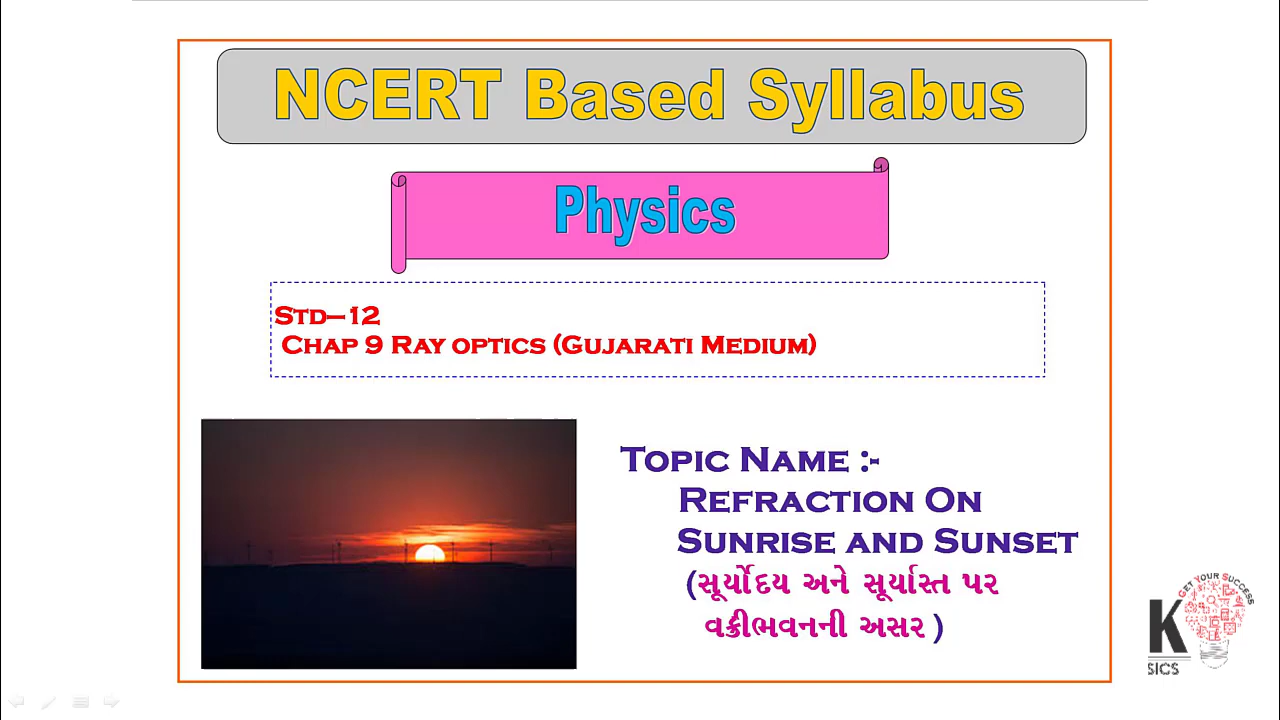 NCERT Based Syllabus
Physics
STD–12
CHAP 9 RAY OPTICS (GUJARATI MEDIUM)
TOPIC NAME :-
REFRACTION ON
SUNRISE AND SUNSET
(સૂર્યોદય અને સૂર્યાસ્ત પર
વક્રીભવનની અસર )
GET YOUR SUCCESS
K
SICS